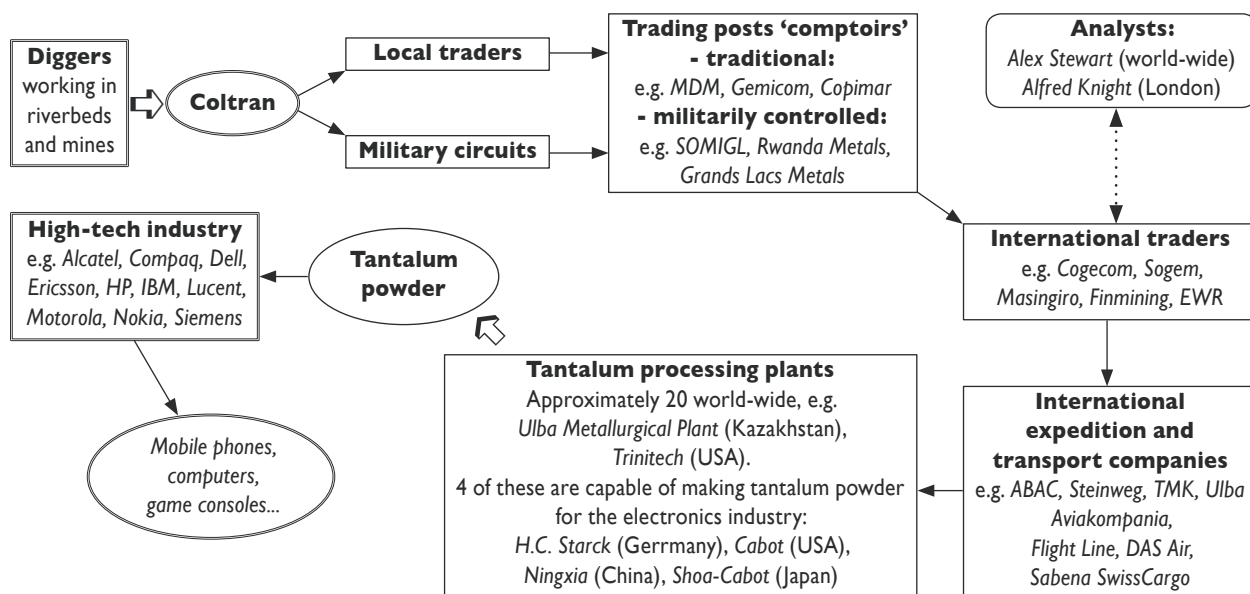 Diggers
working in
riverbeds
and mines
Coltran
Local traders
Military circuits
Trading posts ‘comptoirs’
- traditional:
e.g. MDM, Gemicom, Copimar
- militarily controlled:
e.g. SOMIGL, Rwanda Metals,
Grands Lacs Metals
Analysts:
Alex Stewart (world-wide)
Alfred Knight (London)
International traders
e.g. Cogecom, Sogem,
Masingiro, Finmining, EWR
International
expedition and
transport companies
e.g. ABAC, Steinweg, TMK, Ulba
Aviakompania,
Flight Line, DAS Air,
Sabena SwissCargo
Tantalum processing plants
Approximately 20 world-wide, e.g.
Ulba Metallurgical Plant (Kazakhstan),
Trinitech (USA).
4 of these are capable of making tantalum powder
for the electronics industry:
H.C. Starck (Gerrmany), Cabot (USA),
Ningxia (China), Shoa-Cabot (Japan)
Tantalum
powder
High-tech industry
e.g. Alcatel, Compaq, Dell,
Ericsson, HP, IBM, Lucent,
Motorola, Nokia, Siemens
Mobile phones,
computers,
game consoles...